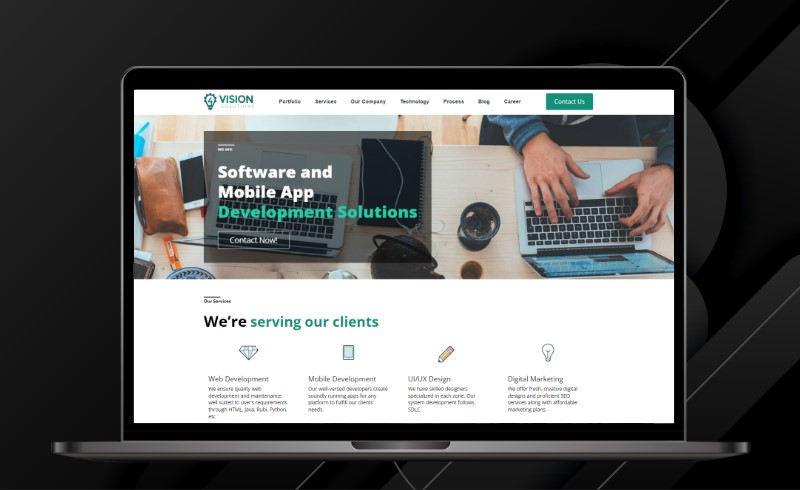 VISION
SOLUTIONS
Portfolio Services Our Company Technology Process Blog Career Contact Us
WE ARE
Software and
Mobile App
Development Solutions
Contact Now!
Our Services
We're serving our clients
Web Development
We ensure quality web
development and maintenance;
well suited to user's requirements
through HTML, Java, Rubi, Python,
etc
Mobile Development
Our well-versed developers create
soundly running apps for any
platform to fulfill our clients'
needs.
UI/UX Design
We have skilled designers
specialized in each zone. Our
system development follows
SDLC.
Digital Marketing
We offer fresh, creative digital
designs and proficient SEO
services along with affordable
marketing plans.